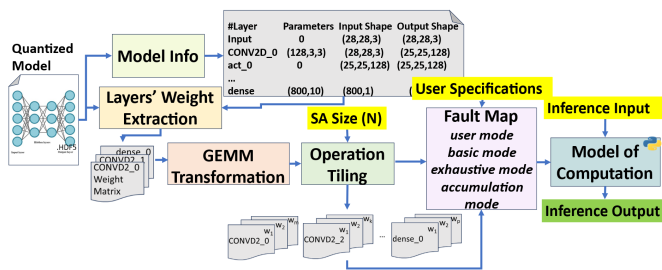 Quantized
Model
.HDF5
Model Info
#Layer Parameters Input Shape Output Shape
Input 0 (28,28,3) (28,28,3)
CONV2D_0 (128,3,3) (28,28,3) (25,25,128)
act_0 0 (25,25,128) (25,25,128)
...
dense (800,10) (800,1) (
Layers' Weight
Extraction
dense_0
CONVD2_1
CONVD2_0
Weight
Matrix
GEMM
Transformation
SA Size (N)
Operation
Tiling
User Specifications
Fault Map
user mode
basic mode
exhaustive mode
accumulation
mode
Inference Input
Model of
Computation
Inference Output
w1 w2 wn
CONVD2_0
w1 w2 wk
CONVD2_2
...
w1 w2 wp
dense_0